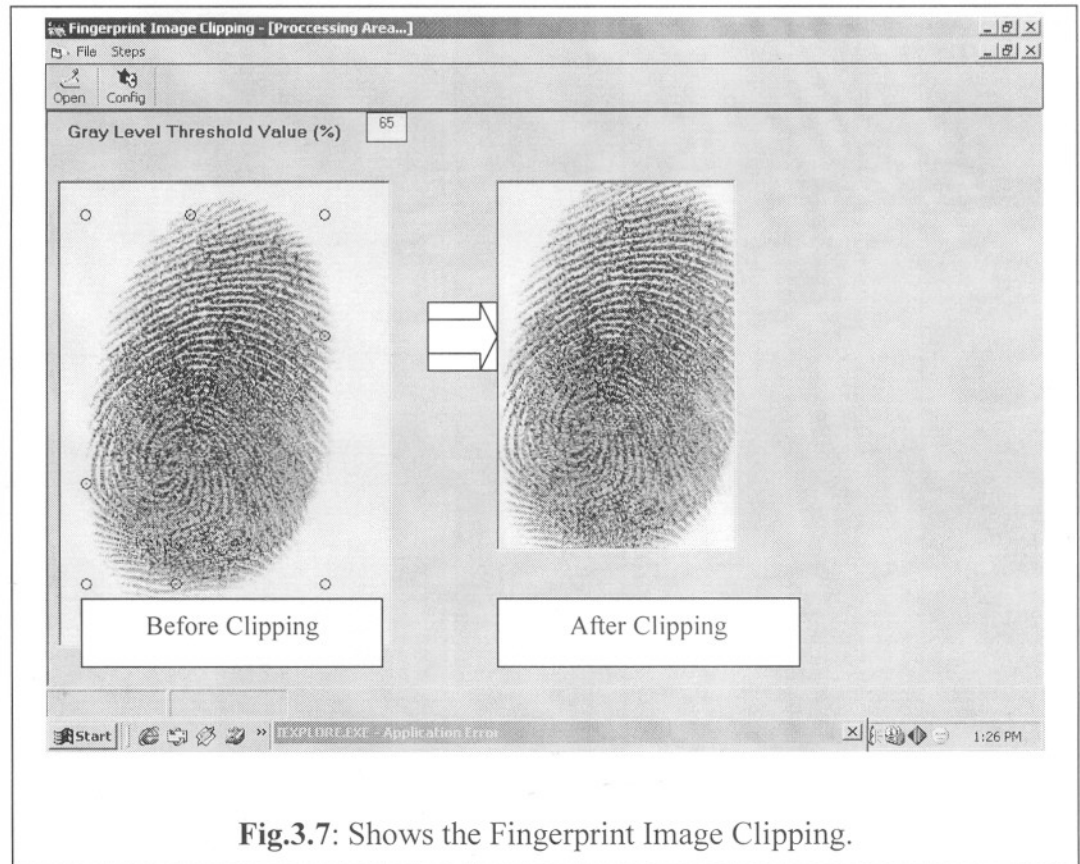 Fingerprint Image Clipping - [Proccessing Area...]
File Steps
Open Config
Gray Level Threshold Value (%) 65
Before Clipping
After Clipping
Start » IEXPLORE.EXE - Application Error 1:26 PM
Fig.3.7: Shows the Fingerprint Image Clipping.